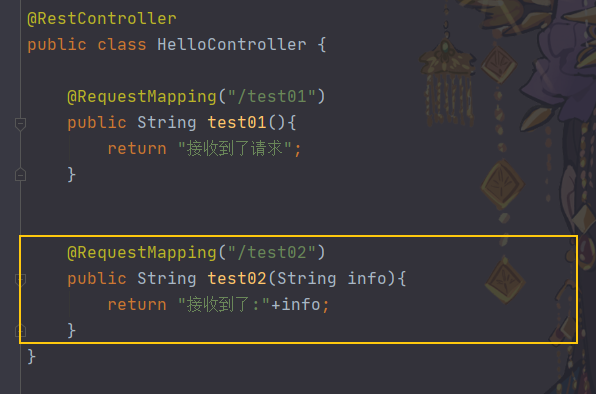 @RestController
public class HelloController {
@RequestMapping("/test01")
public String test01(){
return "接收到了请求";
}
@RequestMapping("/test02")
public String test02(String info){
return "接收到了:"+info;
}
}